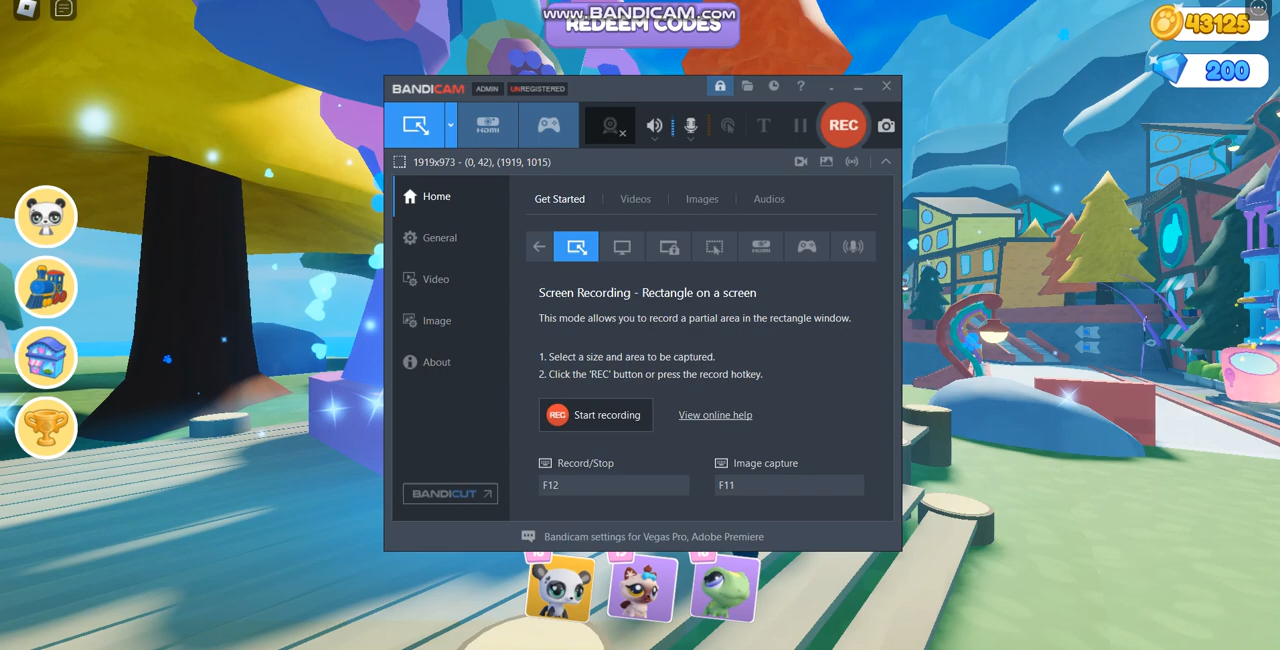 www.BANDICAM.com
REDEEM CODES
43125
200
BANDICAM ADMIN UNREGISTERED
HDMI
REC
1919x973 - (0, 42), (1919, 1015)
Home
General
Video
Image
About
BANDICUT
Get Started
Videos
Images
Audios
Screen Recording - Rectangle on a screen
This mode allows you to record a partial area in the rectangle window.
1. Select a size and area to be captured.
2. Click the 'REC' button or press the record hotkey.
REC Start recording
View online help
Record/Stop
Image capture
F12
F11
Bandicam settings for Vegas Pro, Adobe Premiere